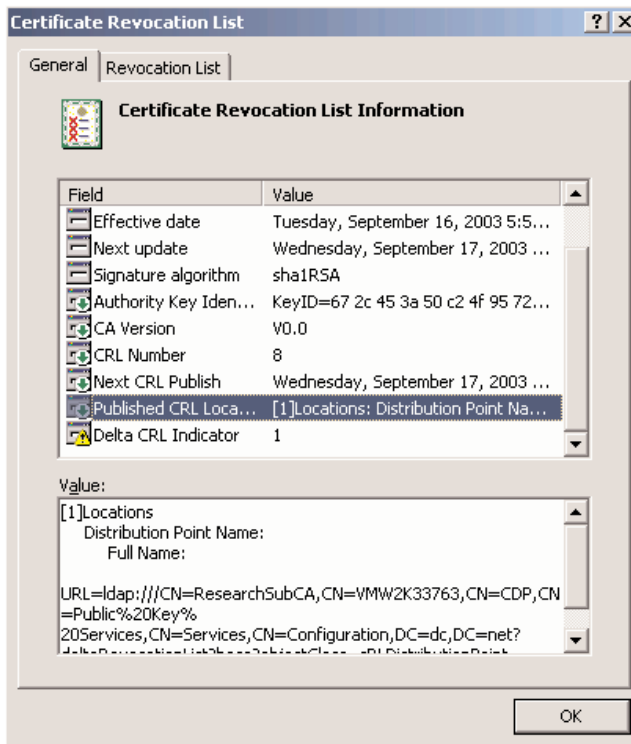 Certificate Revocation List
General Revocation List
Certificate Revocation List Information
Field Value
Effective date Tuesday, September 16, 2003 5:5...
Next update Wednesday, September 17, 2003 ...
Signature algorithm sha1RSA
Authority Key Iden... KeyID=67 2c 45 3a 50 c2 4f 95 72...
CA Version V0.0
CRL Number 8
Next CRL Publish Wednesday, September 17, 2003 ...
Published CRL Loca... [1]Locations: Distribution Point Na...
Delta CRL Indicator 1
Value:
[1]Locations
Distribution Point Name:
Full Name:
URL=ldap:///CN=ResearchSubCA,CN=VMW2K33763,CN=CDP,CN
=Public%20Key%
20Services,CN=Services,CN=Configuration,DC=dc,DC=net?
deltaRevocationList?base?objectClass=cRLDistributionPoint
OK